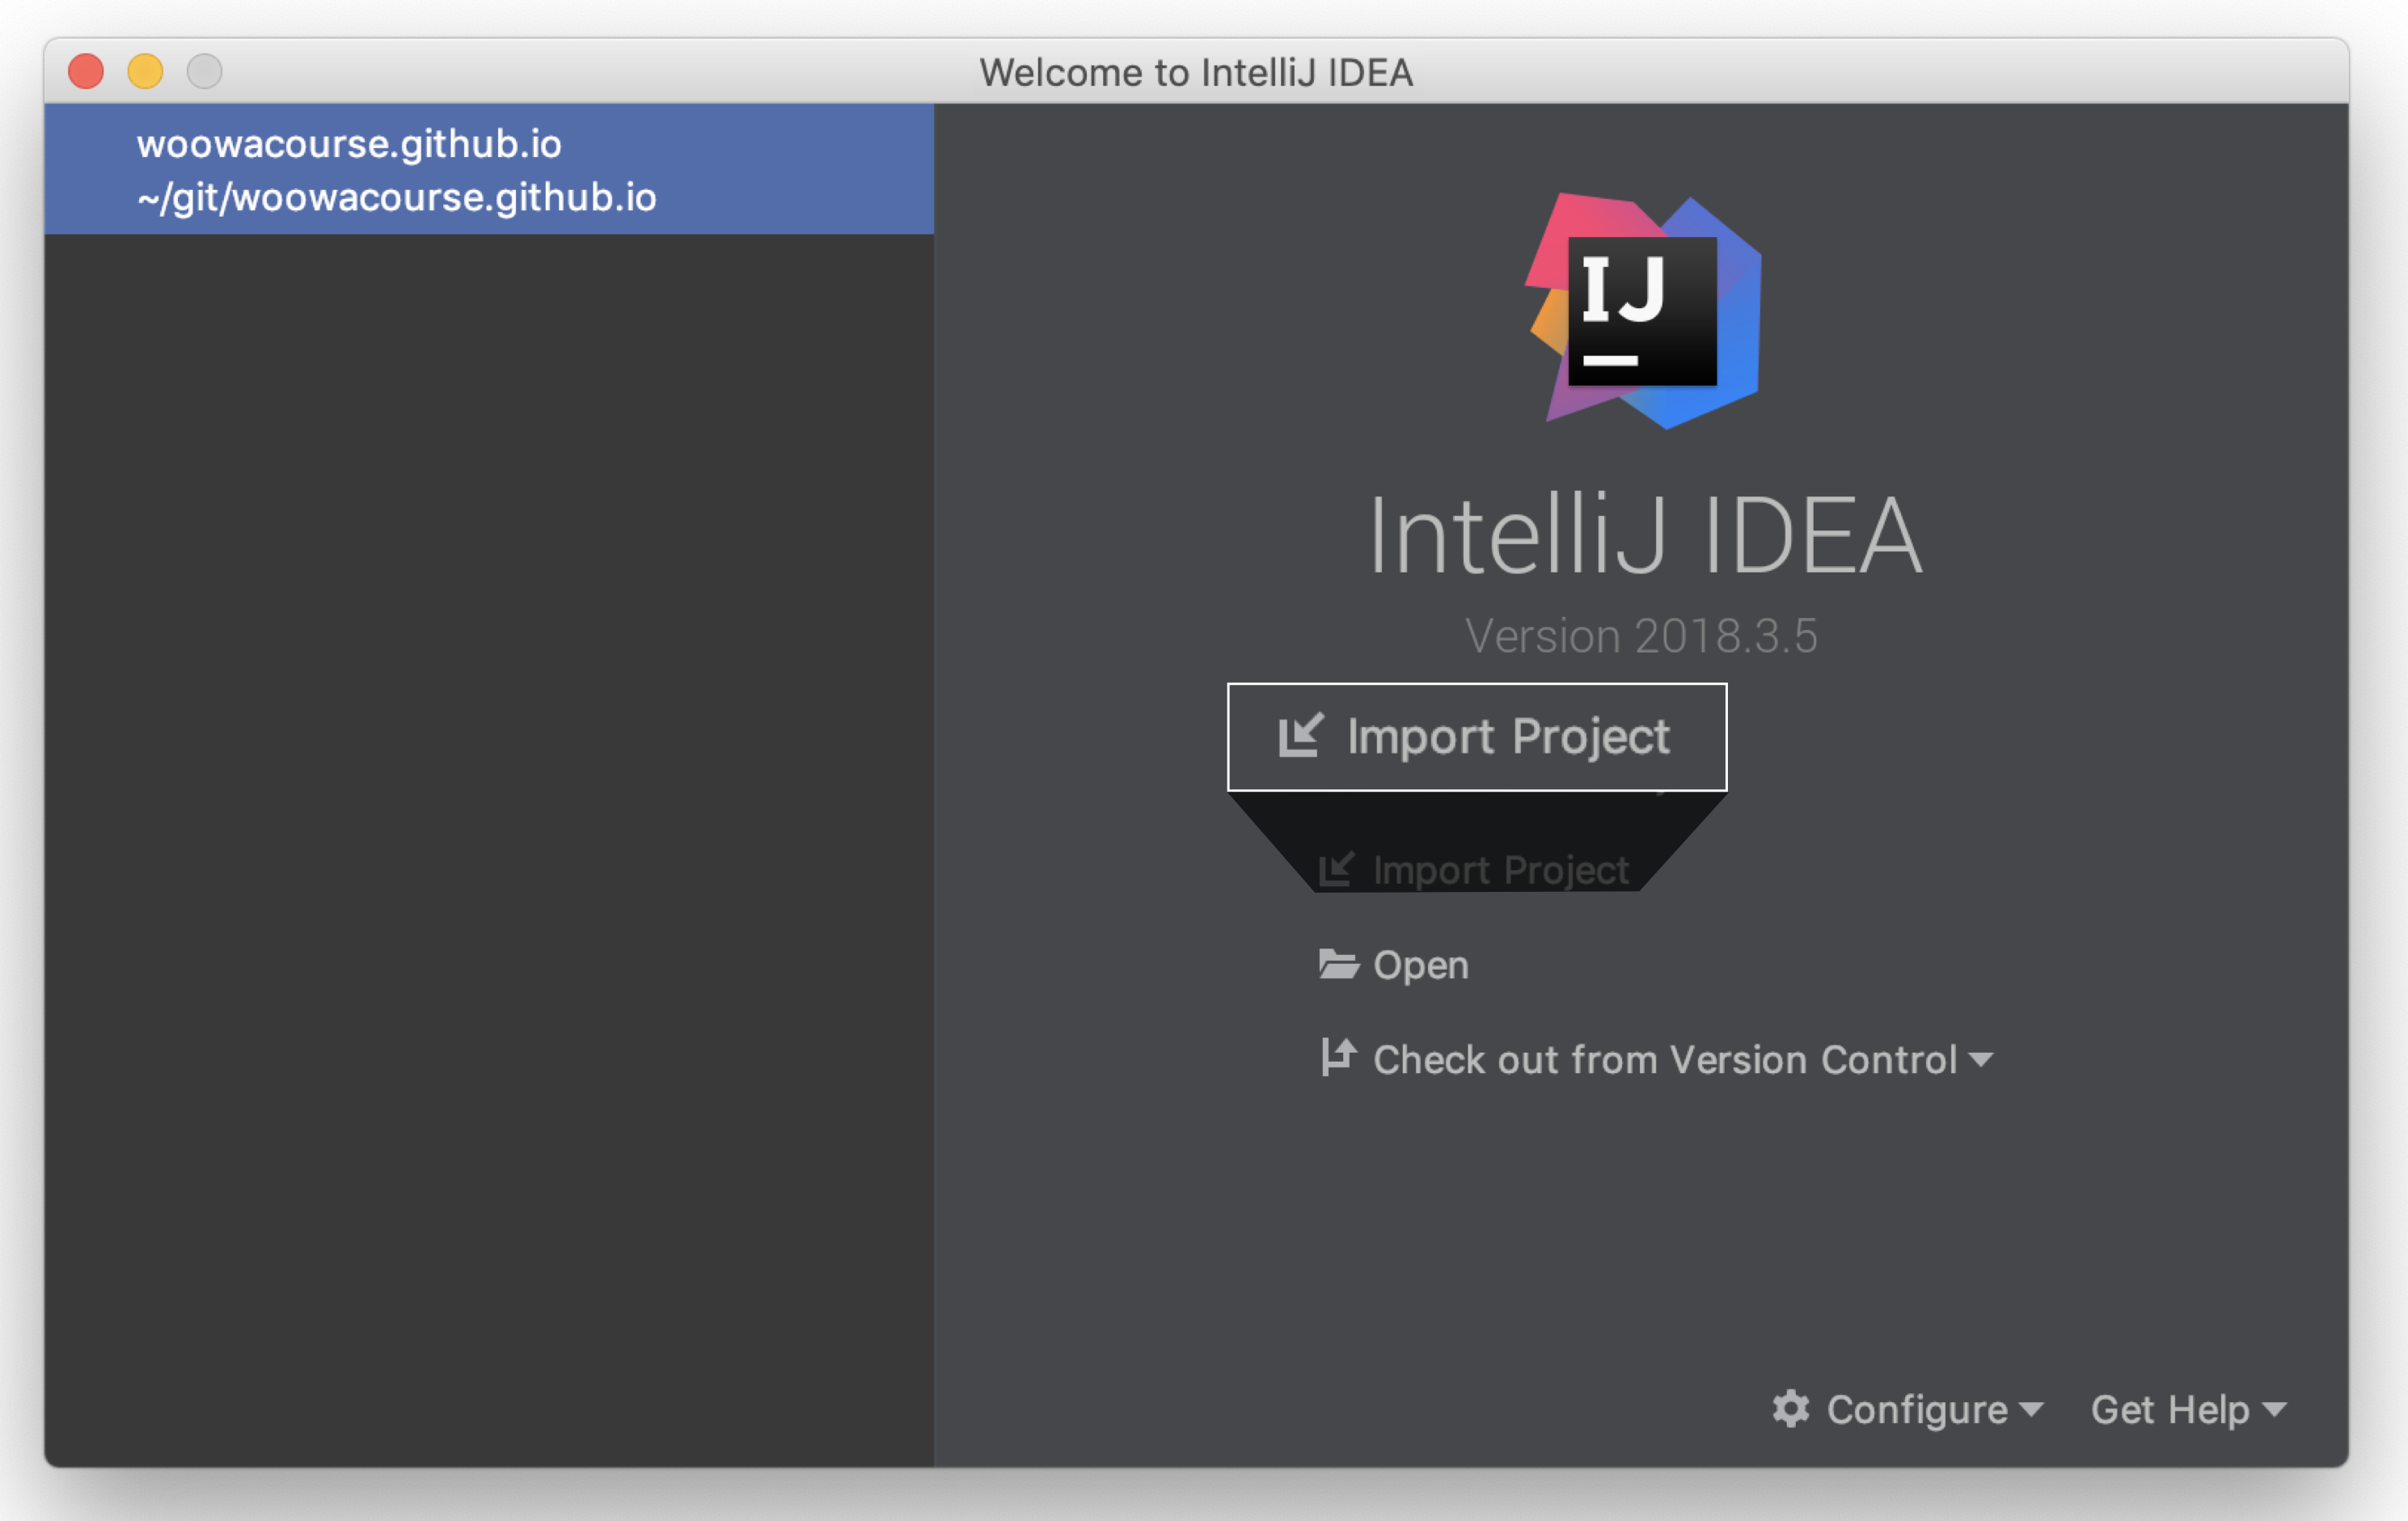 Welcome to IntelliJ IDEA
woowacourse.github.io
~/git/woowacourse.github.io
IJ
IntelliJ IDEA
Version 2018.3.5
Import Project
Import Project
Open
Check out from Version Control
Configure
Get Help